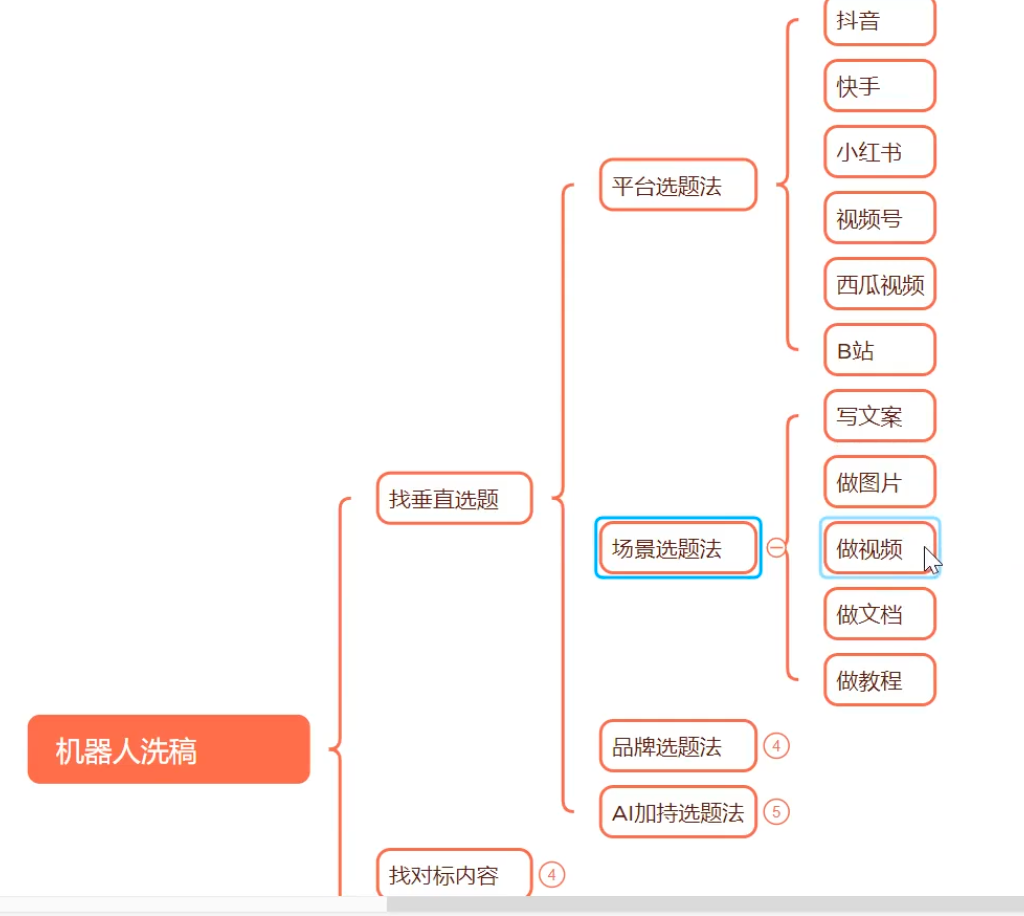 抖音
快手
小红书
平台选题法
视频号
西瓜视频
B站
写文案
做图片
找垂直选题
场景选题法
做视频
做文档
做教程
机器人洗稿
品牌选题法
4
AI加持选题法
5
找对标内容
4